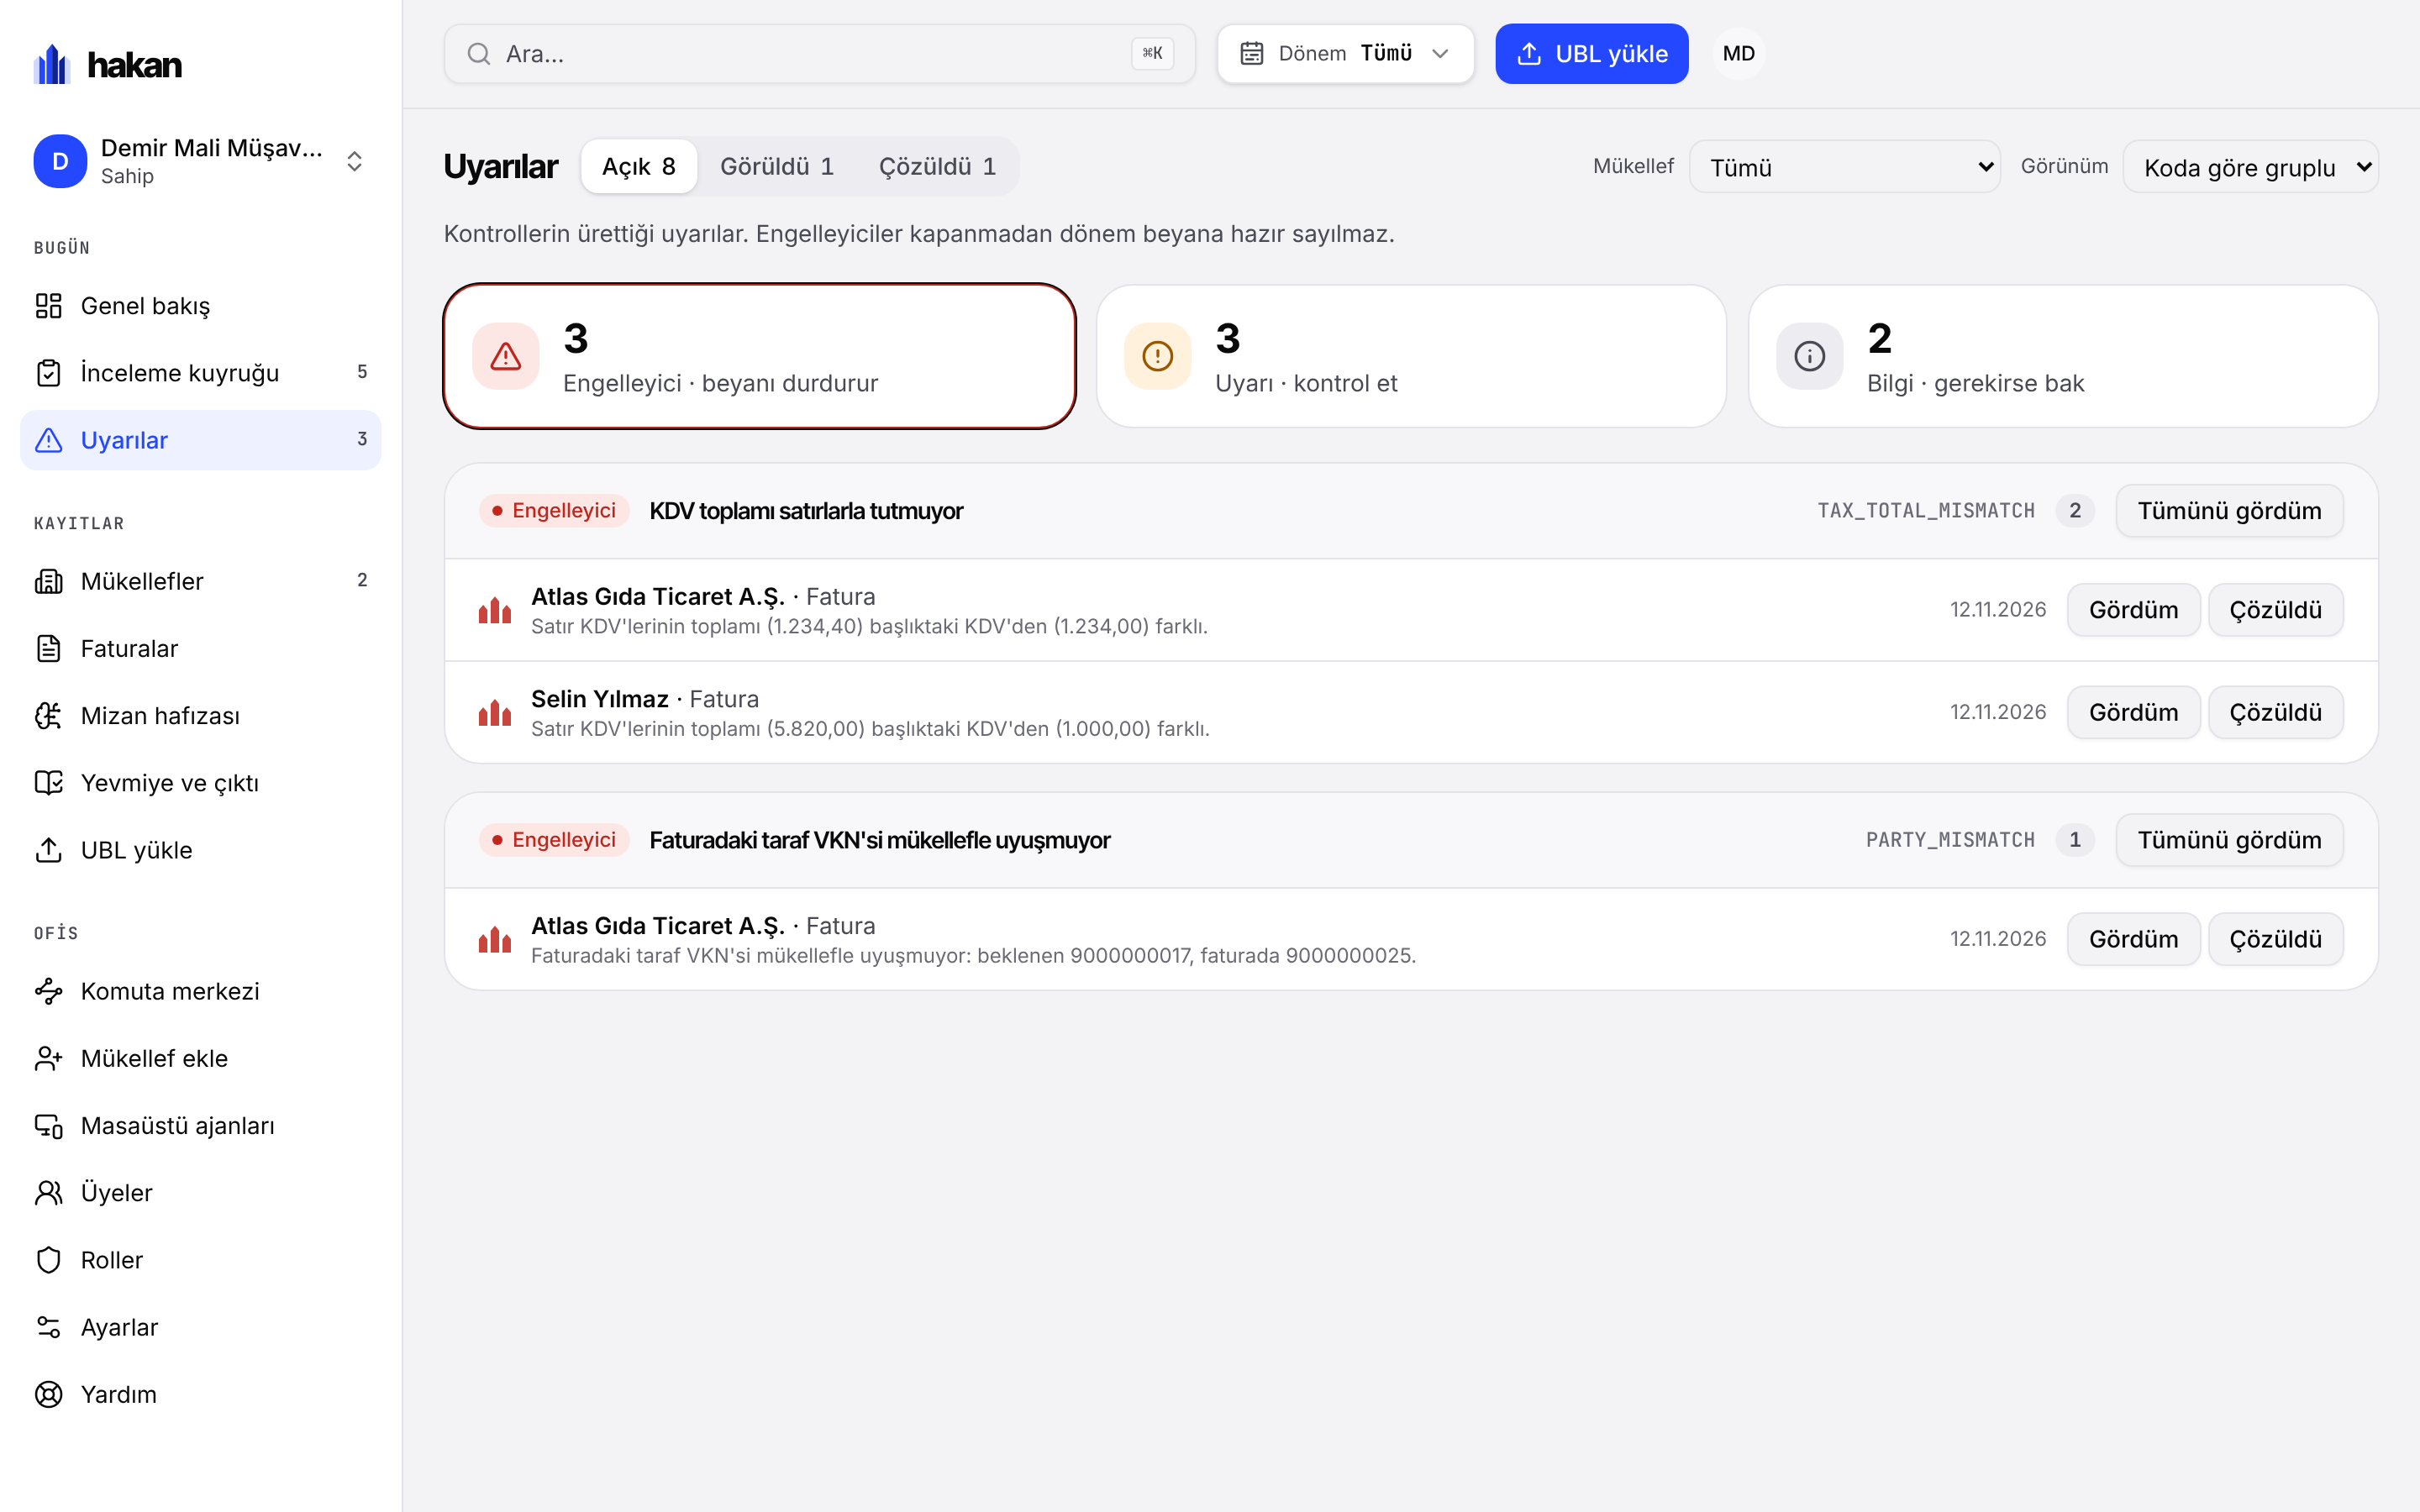 hakan
D
Demir Mali Müşav...
Sahip
BUGÜN
Genel bakış
İnceleme kuyruğu 5
Uyarılar 3
KAYITLAR
Mükellefler 2
Faturalar
Mizan hafızası
Yevmiye ve çıktı
UBL yükle
OFİS
Komuta merkezi
Mükellef ekle
Masaüstü ajanları
Üyeler
Roller
Ayarlar
Yardım
Ara... ⌘K
Dönem Tümü
UBL yükle
MD
Uyarılar
Açık 8
Görüldü 1
Çözüldü 1
Mükellef Tümü
Görünüm Koda göre gruplu
Kontrollerin ürettiği uyarılar. Engelleyiciler kapanmadan dönem beyana hazır sayılmaz.
3
Engelleyici · beyanı durdurur
3
Uyarı · kontrol et
2
Bilgi · gerekirse bak
Engelleyici KDV toplamı satırlarla tutmuyor TAX_TOTAL_MISMATCH 2 Tümünü gördüm
Atlas Gıda Ticaret A.Ş. · Fatura
Satır KDV'lerinin toplamı (1.234,40) başlıktaki KDV'den (1.234,00) farklı.
12.11.2026 Gördüm Çözüldü
Selin Yılmaz · Fatura
Satır KDV'lerinin toplamı (5.820,00) başlıktaki KDV'den (1.000,00) farklı.
12.11.2026 Gördüm Çözüldü
Engelleyici Faturadaki taraf VKN'si mükellefle uyuşmuyor PARTY_MISMATCH 1 Tümünü gördüm
Atlas Gıda Ticaret A.Ş. · Fatura
Faturadaki taraf VKN'si mükellefle uyuşmuyor: beklenen 9000000017, faturada 9000000025.
12.11.2026 Gördüm Çözüldü